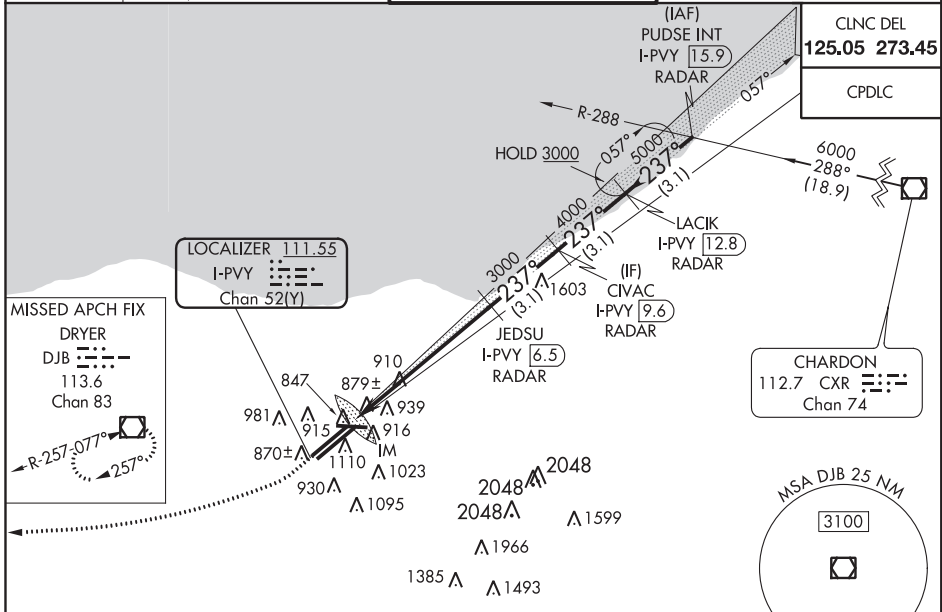 (IAF)
PUDSE INT
I-PVY 15.9
RADAR
CLNC DEL
125.05 273.45
CPDLC
057°
R-288
HOLD 3000
057°
5000
237°
(3.1)
6000
288°
(18.9)
4000
237°
(3.1)
LACIK
I-PVY 12.8
RADAR
LOCALIZER 111.55
I-PVY
Chan 52(Y)
3000
237°
(3.1)
1603
(IF)
CIVAC
I-PVY 9.6
RADAR
JEDSU
I-PVY 6.5
RADAR
MISSED APCH FIX
DRYER
DJB
113.6
Chan 83
R-257
077°
257°
CHARDON
112.7 CXR
Chan 74
910
847
879±
939
981
915
916
IM
870±
1110
1023
930
1095
2048
2048
2048
1599
1966
1385
1493
MSA DJB 25 NM
3100